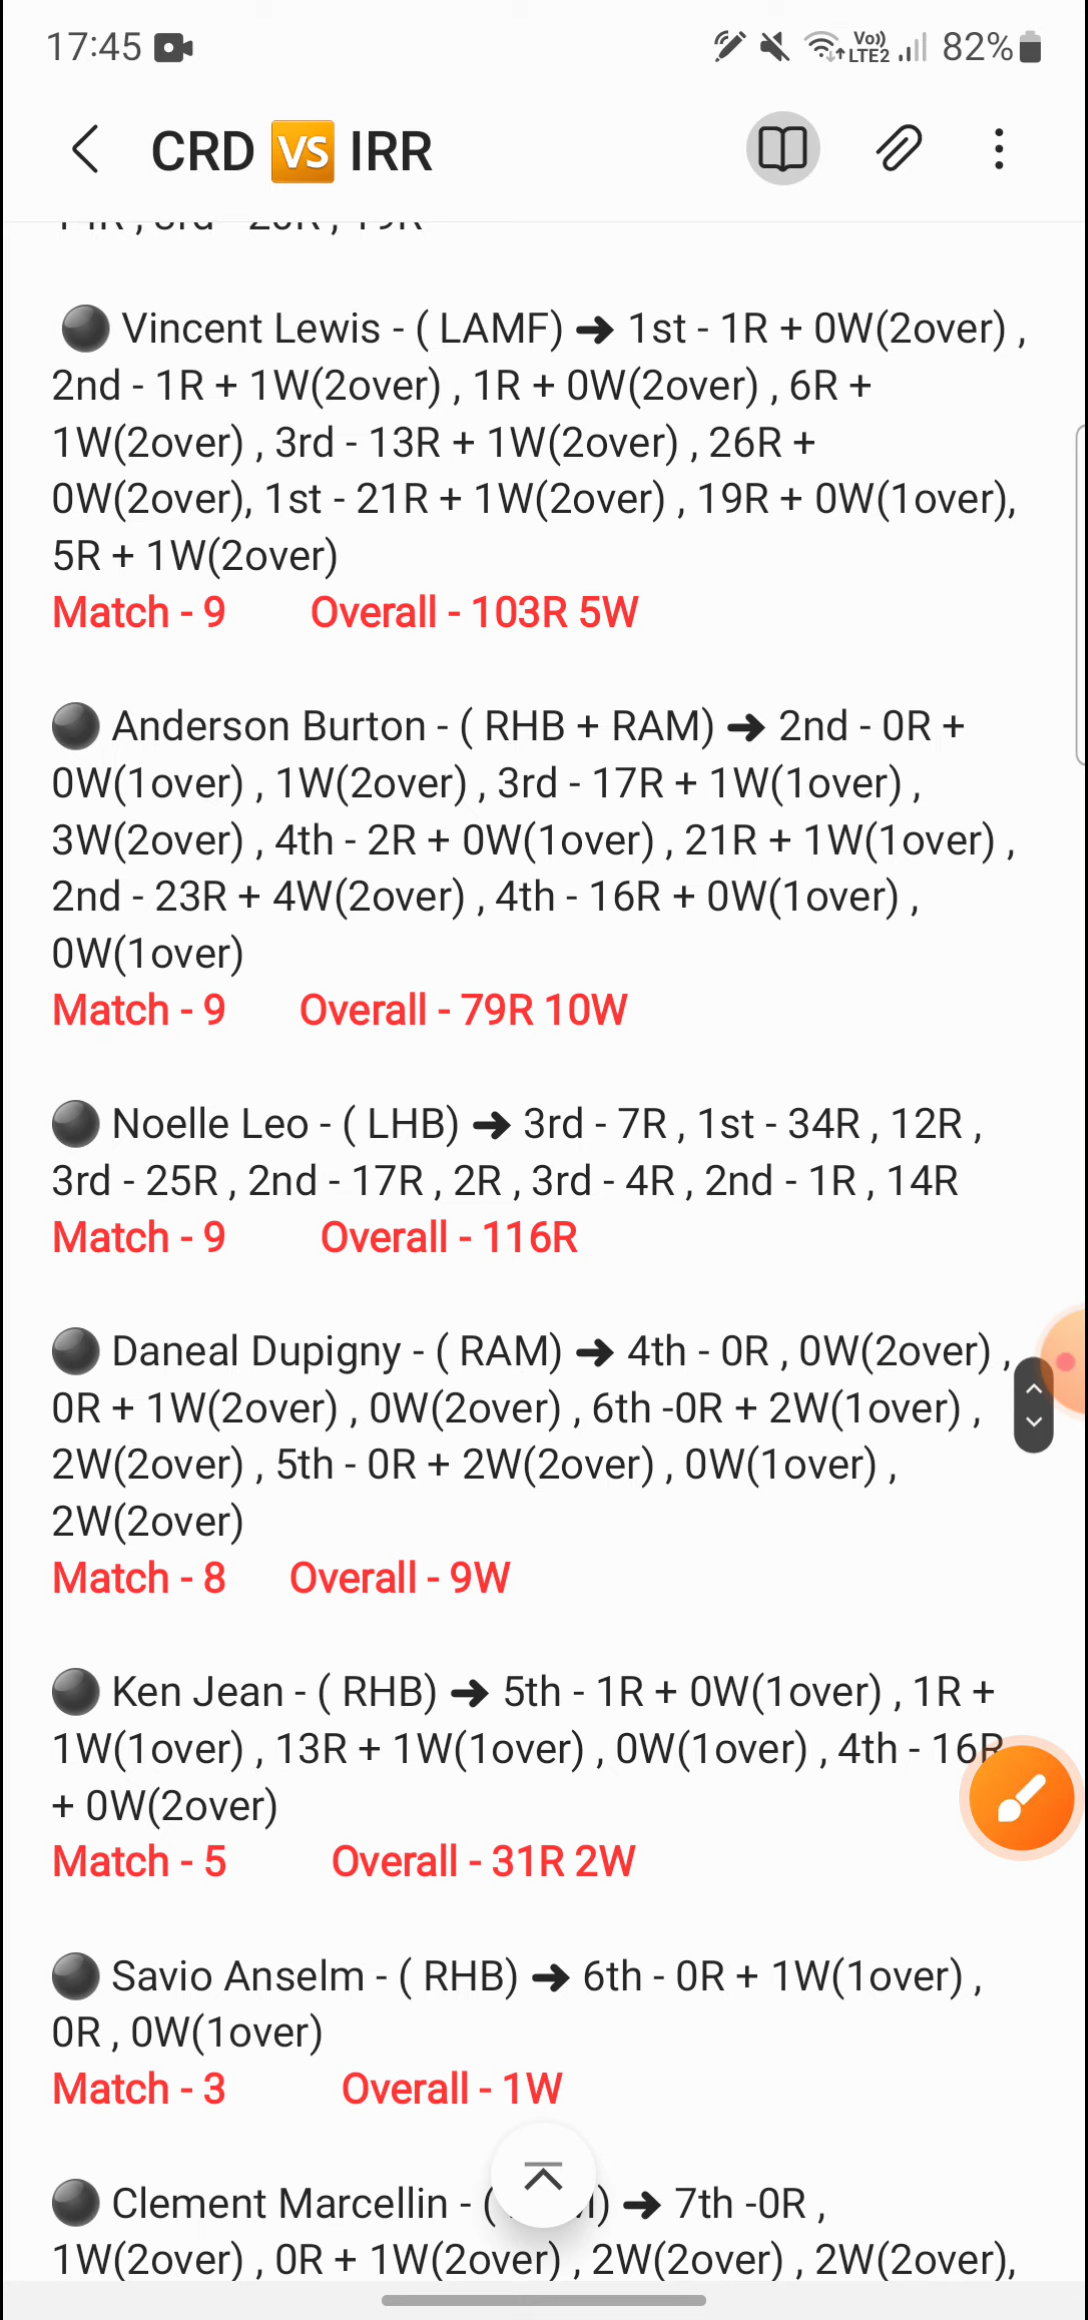 17:45 Vo)) LTE2 82%
CRD VS IRR
Vincent Lewis - ( LAMF) ➔ 1st - 1R + 0W(2over) ,
2nd - 1R + 1W(2over) , 1R + 0W(2over) , 6R +
1W(2over) , 3rd - 13R + 1W(2over) , 26R +
0W(2over), 1st - 21R + 1W(2over) , 19R + 0W(1over),
5R + 1W(2over)
Match - 9 Overall - 103R 5W
Anderson Burton - ( RHB + RAM) ➔ 2nd - 0R +
0W(1over) , 1W(2over) , 3rd - 17R + 1W(1over) ,
3W(2over) , 4th - 2R + 0W(1over) , 21R + 1W(1over) ,
2nd - 23R + 4W(2over) , 4th - 16R + 0W(1over) ,
0W(1over)
Match - 9 Overall - 79R 10W
Noelle Leo - ( LHB) ➔ 3rd - 7R , 1st - 34R , 12R ,
3rd - 25R , 2nd - 17R , 2R , 3rd - 4R , 2nd - 1R , 14R
Match - 9 Overall - 116R
Daneal Dupigny - ( RAM) ➔ 4th - 0R , 0W(2over) ,
0R + 1W(2over) , 0W(2over) , 6th -0R + 2W(1over) ,
2W(2over) , 5th - 0R + 2W(2over) , 0W(1over) ,
2W(2over)
Match - 8 Overall - 9W
Ken Jean - ( RHB) ➔ 5th - 1R + 0W(1over) , 1R +
1W(1over) , 13R + 1W(1over) , 0W(1over) , 4th - 16R
+ 0W(2over)
Match - 5 Overall - 31R 2W
Savio Anselm - ( RHB) ➔ 6th - 0R + 1W(1over) ,
0R , 0W(1over)
Match - 3 Overall - 1W
Clement Marcellin - ( ) ➔ 7th -0R ,
1W(2over) , 0R + 1W(2over) , 2W(2over) , 2W(2over),